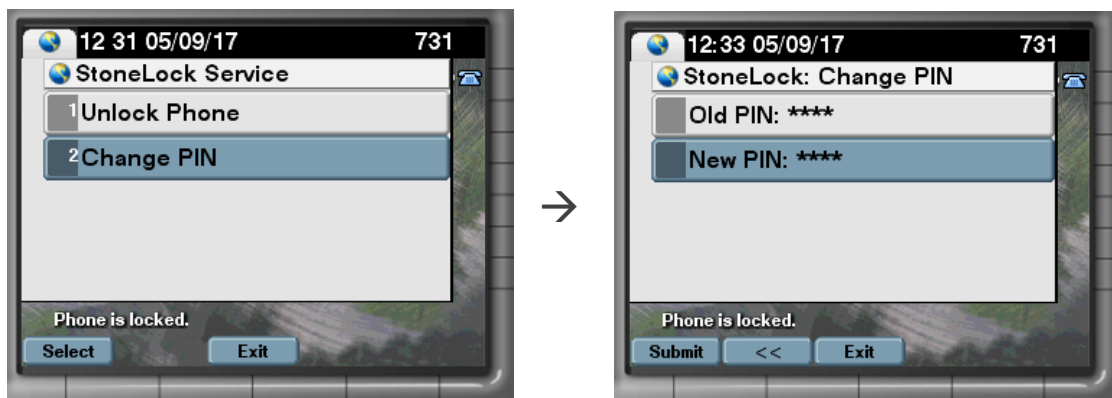 12 31 05/09/17 731
StoneLock Service
1 Unlock Phone
2 Change PIN
Phone is locked.
Select Exit
→
12:33 05/09/17 731
StoneLock: Change PIN
Old PIN: ****
New PIN: ****
Phone is locked.
Submit << Exit